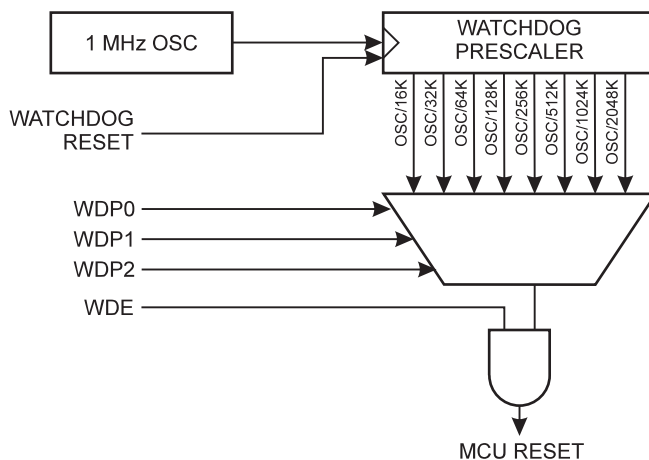 1 MHz OSC
WATCHDOG
PRESCALER
WATCHDOG
RESET
OSC/16K
OSC/32K
OSC/64K
OSC/128K
OSC/256K
OSC/512K
OSC/1024K
OSC/2048K
WDP0
WDP1
WDP2
WDE
MCU RESET